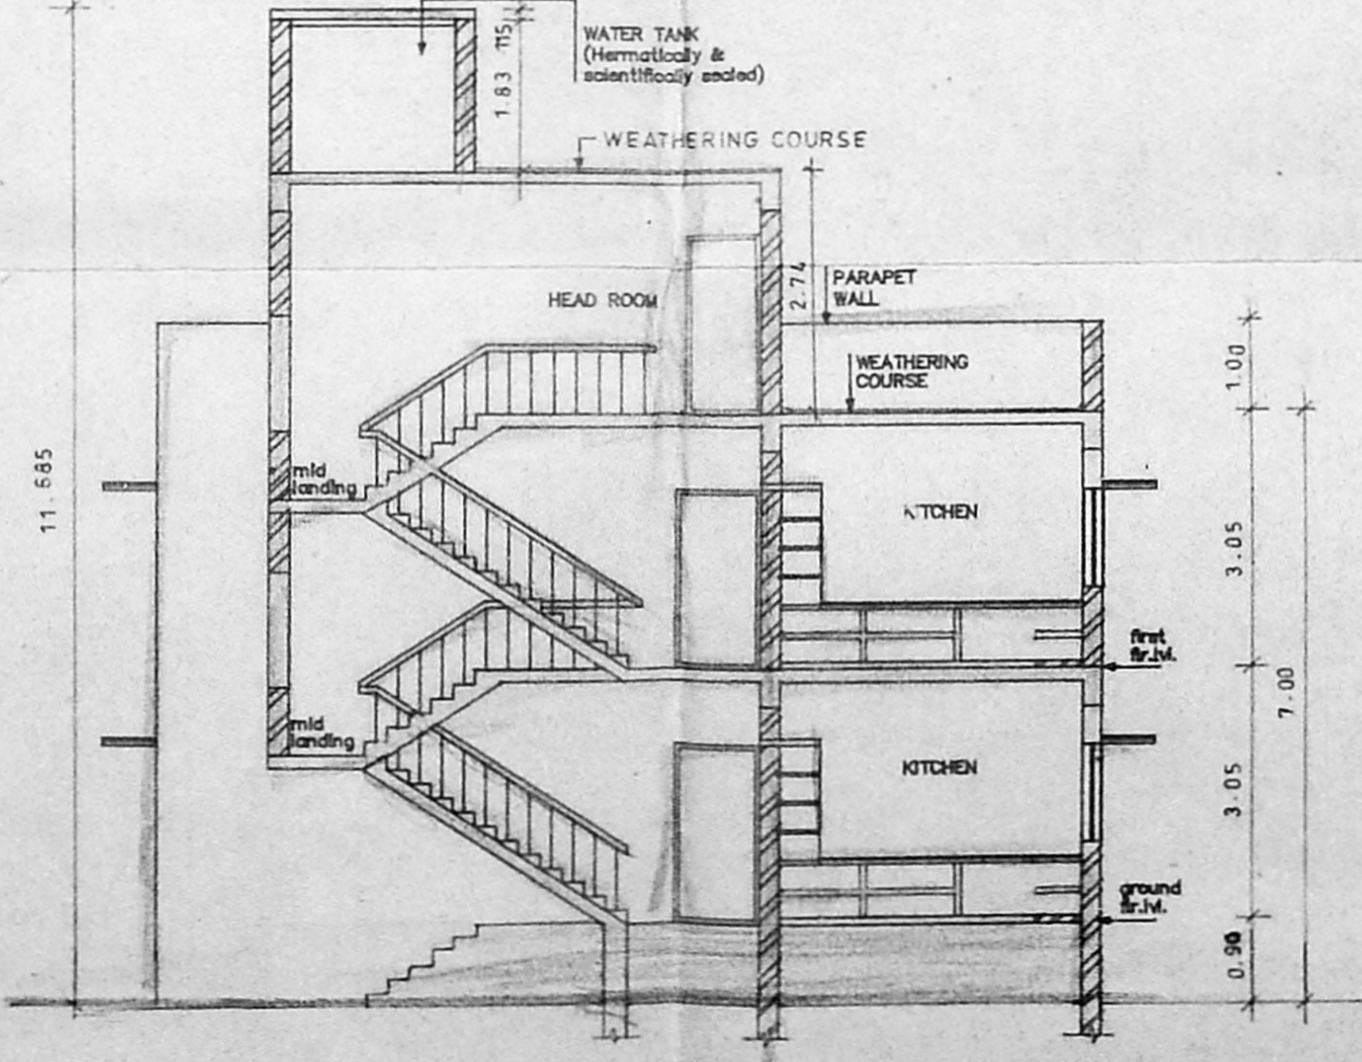 WATER TANK
(Hermatically &
scientifically sealed)
.115
1.83
WEATHERING COURSE
HEAD ROOM
2.74
PARAPET
WALL
WEATHERING
COURSE
1.00
11.685
mid
landing
KITCHEN
3.05
first
flr.lvl.
7.00
mid
landing
KITCHEN
3.05
ground
flr.lvl.
0.90